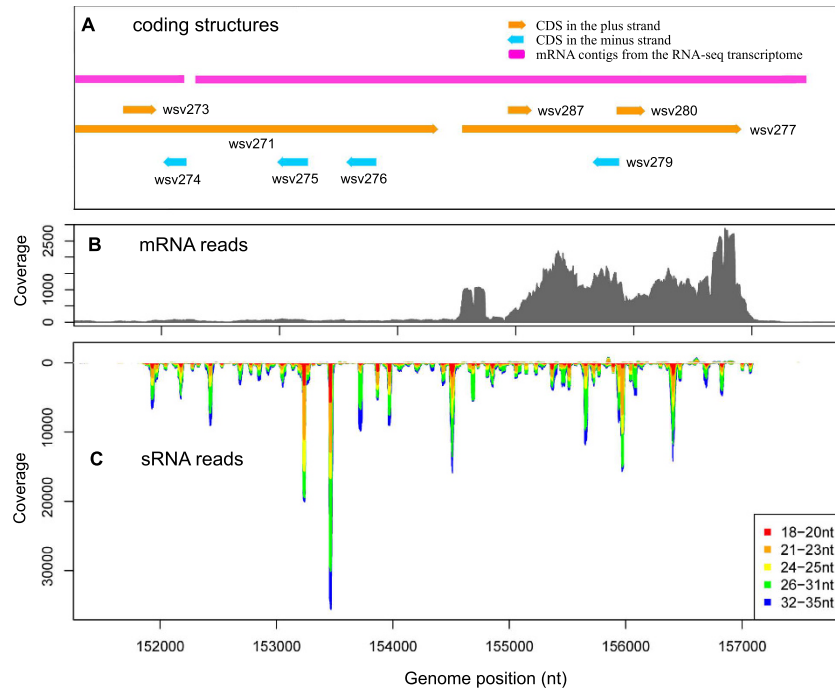 A coding structures
CDS in the plus strand
CDS in the minus strand
mRNA contigs from the RNA-seq transcriptome
wsv273
wsv287
wsv280
wsv271
wsv277
wsv274
wsv275
wsv276
wsv279
B mRNA reads
Coverage
2500
1000
0
C sRNA reads
Coverage
0
10000
20000
30000
18-20nt
21-23nt
24-25nt
26-31nt
32-35nt
152000 153000 154000 155000 156000 157000
Genome position (nt)